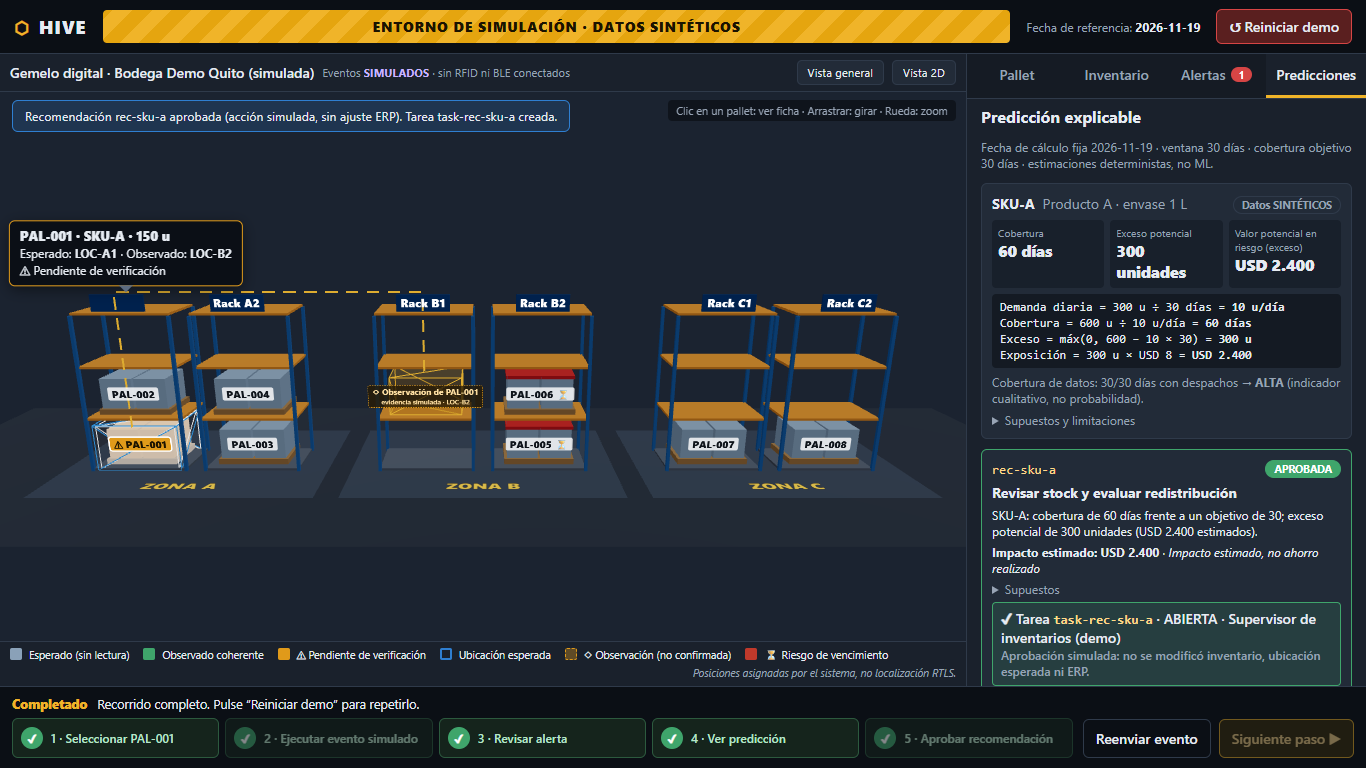 HIVE
ENTORNO DE SIMULACIÓN · DATOS SINTÉTICOS
Fecha de referencia: 2026-11-19
↺ Reiniciar demo
Gemelo digital · Bodega Demo Quito (simulada)
Eventos SIMULADOS · sin RFID ni BLE conectados
Vista general
Vista 2D
Recomendación rec-sku-a aprobada (acción simulada, sin ajuste ERP). Tarea task-rec-sku-a creada.
Clic en un pallet: ver ficha · Arrastrar: girar · Rueda: zoom
PAL-001 · SKU-A · 150 u
Esperado: LOC-A1 · Observado: LOC-B2
⚠ Pendiente de verificación
Rack A2
Rack B1
Rack B2
Rack C1
Rack C2
PAL-002
PAL-004
◇ Observación de PAL-001
evidencia simulada · LOC-B2
PAL-006 ⏳
⚠ PAL-001
PAL-003
PAL-005 ⏳
PAL-007
PAL-008
ZONA A
ZONA B
ZONA C
Esperado (sin lectura)
Observado coherente
⚠ Pendiente de verificación
Ubicación esperada
◇ Observación (no confirmada)
⏳ Riesgo de vencimiento
Posiciones asignadas por el sistema, no localización RTLS.
Pallet
Inventario
Alertas 1
Predicciones
Predicción explicable
Fecha de cálculo fija 2026-11-19 · ventana 30 días · cobertura objetivo
30 días · estimaciones deterministas, no ML.
SKU-A Producto A · envase 1 L
Datos SINTÉTICOS
Cobertura
60 días
Exceso potencial
300
unidades
Valor potencial en
riesgo (exceso)
USD 2.400
Demanda diaria = 300 u ÷ 30 días = 10 u/día
Cobertura = 600 u ÷ 10 u/día = 60 días
Exceso = máx(0, 600 − 10 × 30) = 300 u
Exposición = 300 u × USD 8 = USD 2.400
Cobertura de datos: 30/30 días con despachos → ALTA (indicador
cualitativo, no probabilidad).
▶ Supuestos y limitaciones
rec-sku-a
APROBADA
Revisar stock y evaluar redistribución
SKU-A: cobertura de 60 días frente a un objetivo de 30; exceso
potencial de 300 unidades (USD 2.400 estimados).
Impacto estimado: USD 2.400 · Impacto estimado, no ahorro
realizado
▶ Supuestos
✔ Tarea task-rec-sku-a · ABIERTA · Supervisor de
inventarios (demo)
Aprobación simulada: no se modificó inventario, ubicación
esperada ni ERP.
Completado Recorrido completo. Pulse “Reiniciar demo” para repetirlo.
✔ 1 · Seleccionar PAL-001
✔ 2 · Ejecutar evento simulado
✔ 3 · Revisar alerta
✔ 4 · Ver predicción
✔ 5 · Aprobar recomendación
Reenviar evento
Siguiente paso ▶